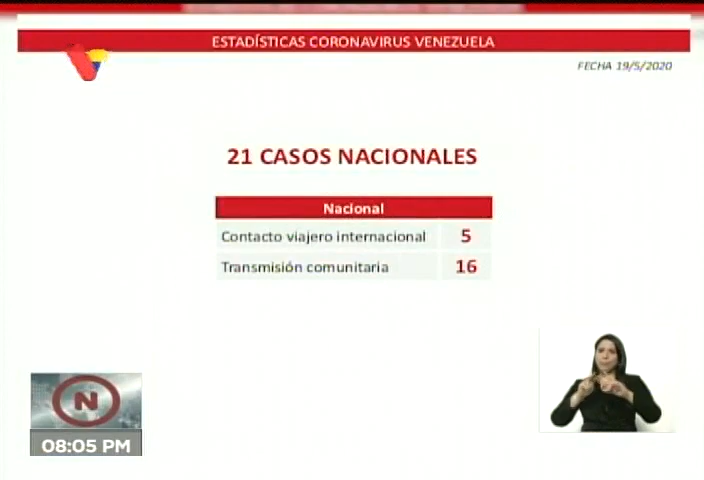 ESTADÍSTICAS CORONAVIRUS VENEZUELA
FECHA 19/5/2020
21 CASOS NACIONALES
Nacional
Contacto viajero internacional 5
Transmisión comunitaria 16
N
08:05 PM